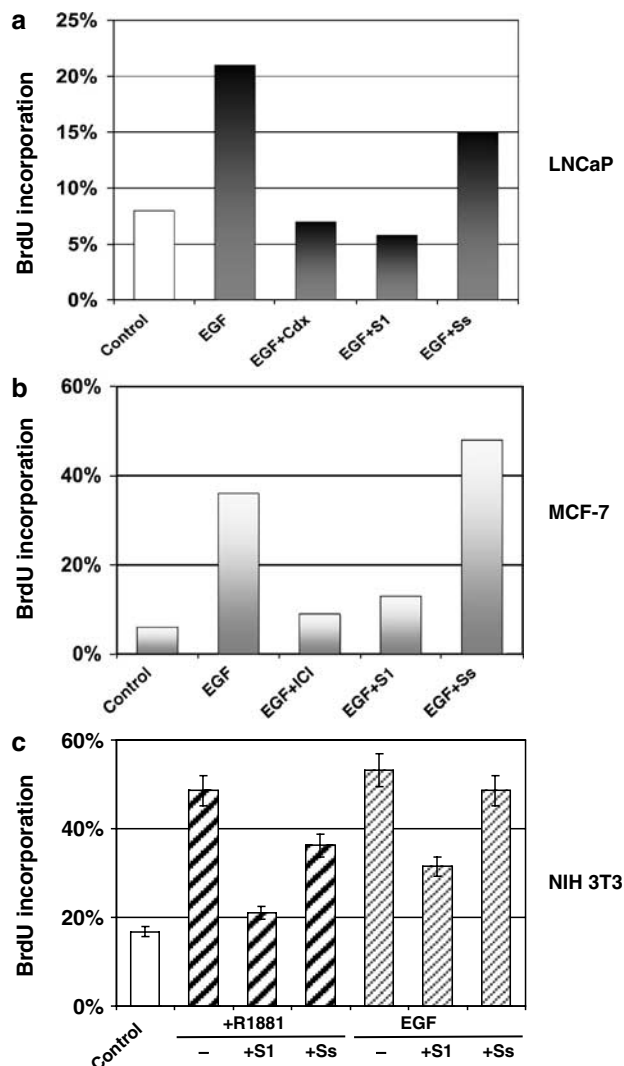 a
BrdU incorporation
25%
20%
15%
10%
5%
0%
Control
EGF
EGF+Cdx
EGF+S1
EGF+Ss
LNCaP
b
BrdU incorporation
60%
40%
20%
0%
Control
EGF
EGF+ICI
EGF+S1
EGF+Ss
MCF-7
c
BrdU incorporation
60%
40%
20%
0%
Control
+R1881 EGF
– +S1 +Ss – +S1 +Ss
NIH 3T3